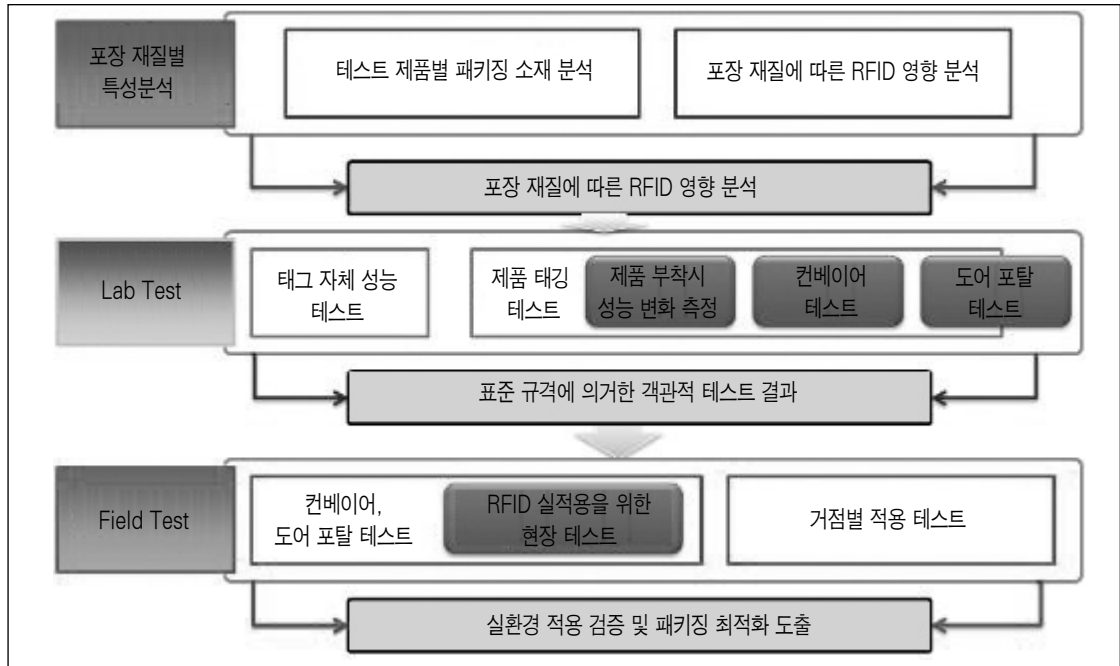 포장 재질별
특성분석
테스트 제품별 패키징 소재 분석
포장 재질에 따른 RFID 영향 분석
포장 재질에 따른 RFID 영향 분석
Lab Test
태그 자체 성능
테스트
제품 태깅
테스트
제품 부착시
성능 변화 측정
컨베이어
테스트
도어 포탈
테스트
표준 규격에 의거한 객관적 테스트 결과
Field Test
컨베이어,
도어 포탈 테스트
RFID 실적용을 위한
현장 테스트
거점별 적용 테스트
실환경 적용 검증 및 패키징 최적화 도출